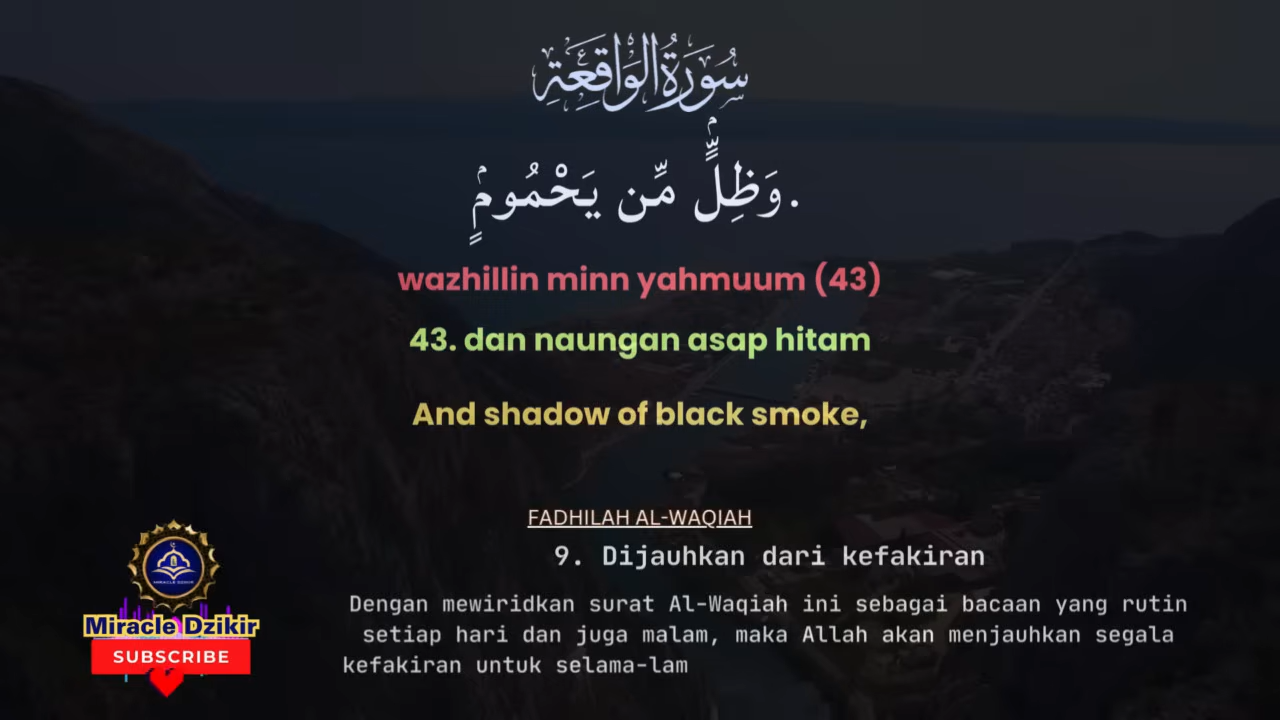 سُورَةُ الْوَاقِعَةِ
وَظِلٍّۢ مِّن يَحْمُومٍۢ.
wazhillin minn yahmuum (43)
43. dan naungan asap hitam
And shadow of black smoke,
FADHILAH AL-WAQIAH
9. Dijauhkan dari kefakiran
Dengan mewiridkan surat Al-Waqiah ini sebagai bacaan yang rutin
setiap hari dan juga malam, maka Allah akan menjauhkan segala
kefakiran untuk selama-lam
MIRACLE DZIKIR
Miracle Dzikir
SUBSCRIBE